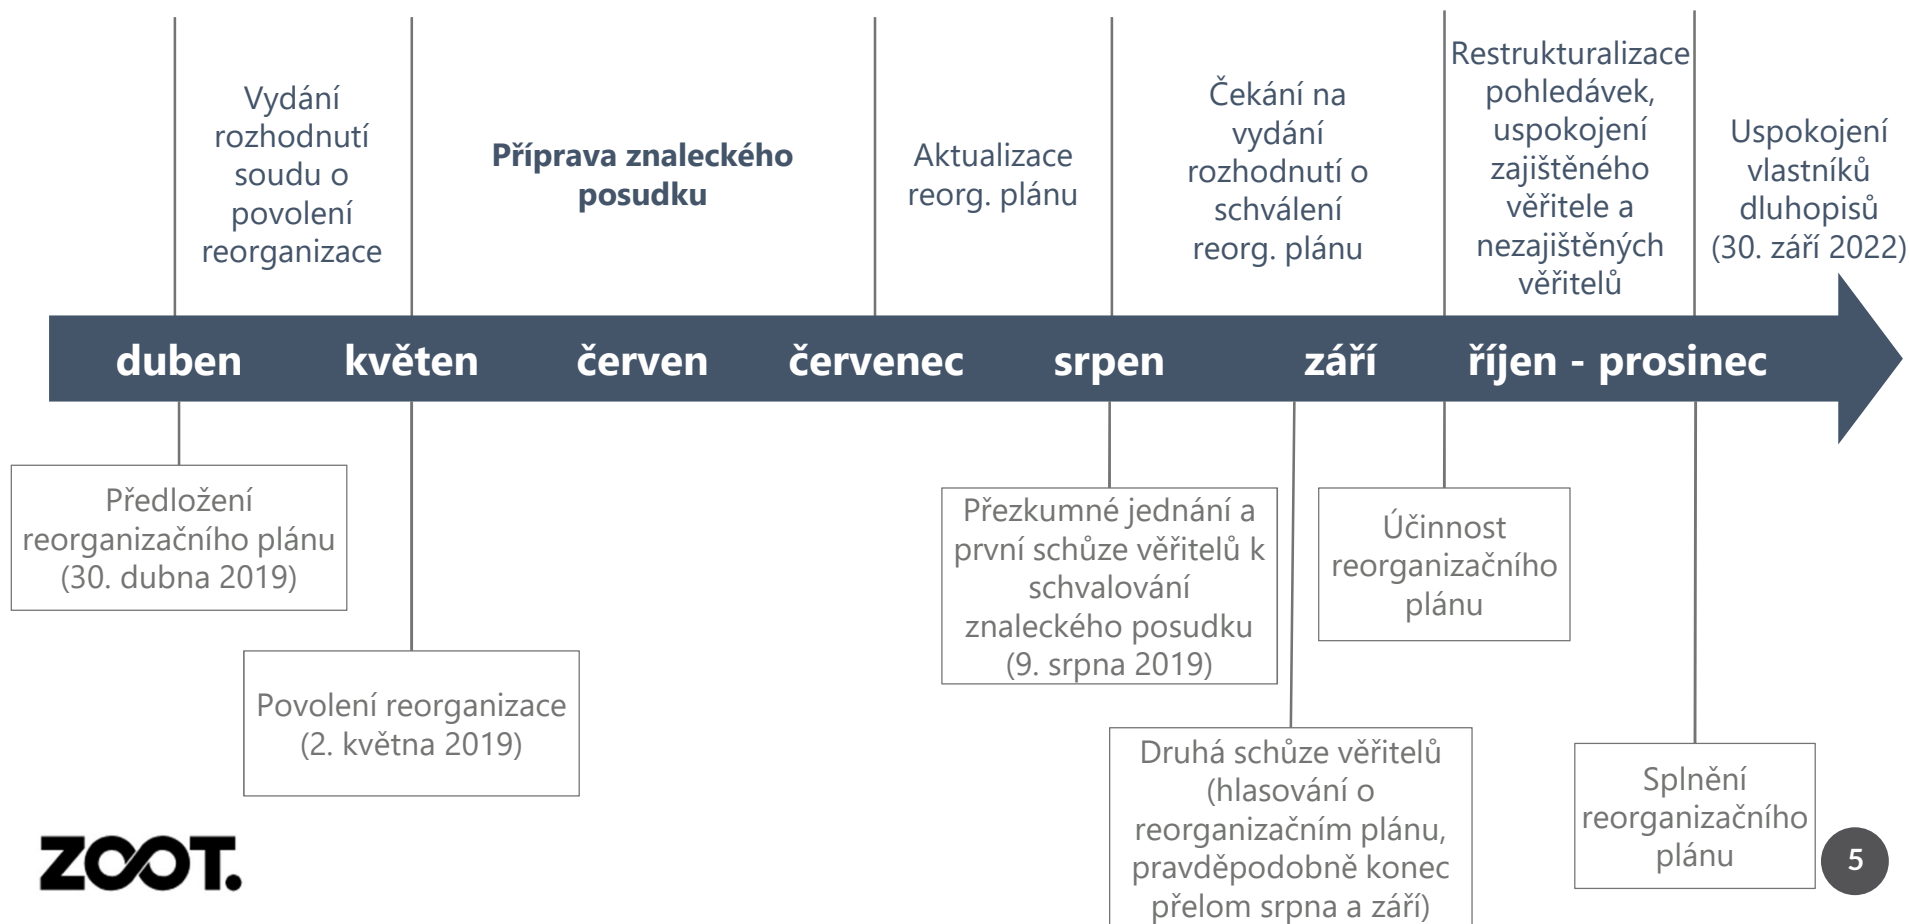 Vydání
rozhodnutí
soudu o
povolení
reorganizace
Příprava znaleckého
posudku
Aktualizace
reorg. plánu
Čekání na
vydání
rozhodnutí o
schválení
reorg. plánu
Restrukturalizace
pohledávek,
uspokojení
zajištěného
věřitele a
nezajištěných
věřitelů
Uspokojení
vlastníků
dluhopisů
(30. září 2022)
duben květen červen červenec srpen září říjen - prosinec
Předložení
reorganizačního plánu
(30. dubna 2019)
Povolení reorganizace
(2. května 2019)
Přezkumné jednání a
první schůze věřitelů k
schvalování
znaleckého posudku
(9. srpna 2019)
Druhá schůze věřitelů
(hlasování o
reorganizačním plánu,
pravděpodobně konec
přelom srpna a září)
Účinnost
reorganizačního
plánu
Splnění
reorganizačního
plánu
ZOOT.
5